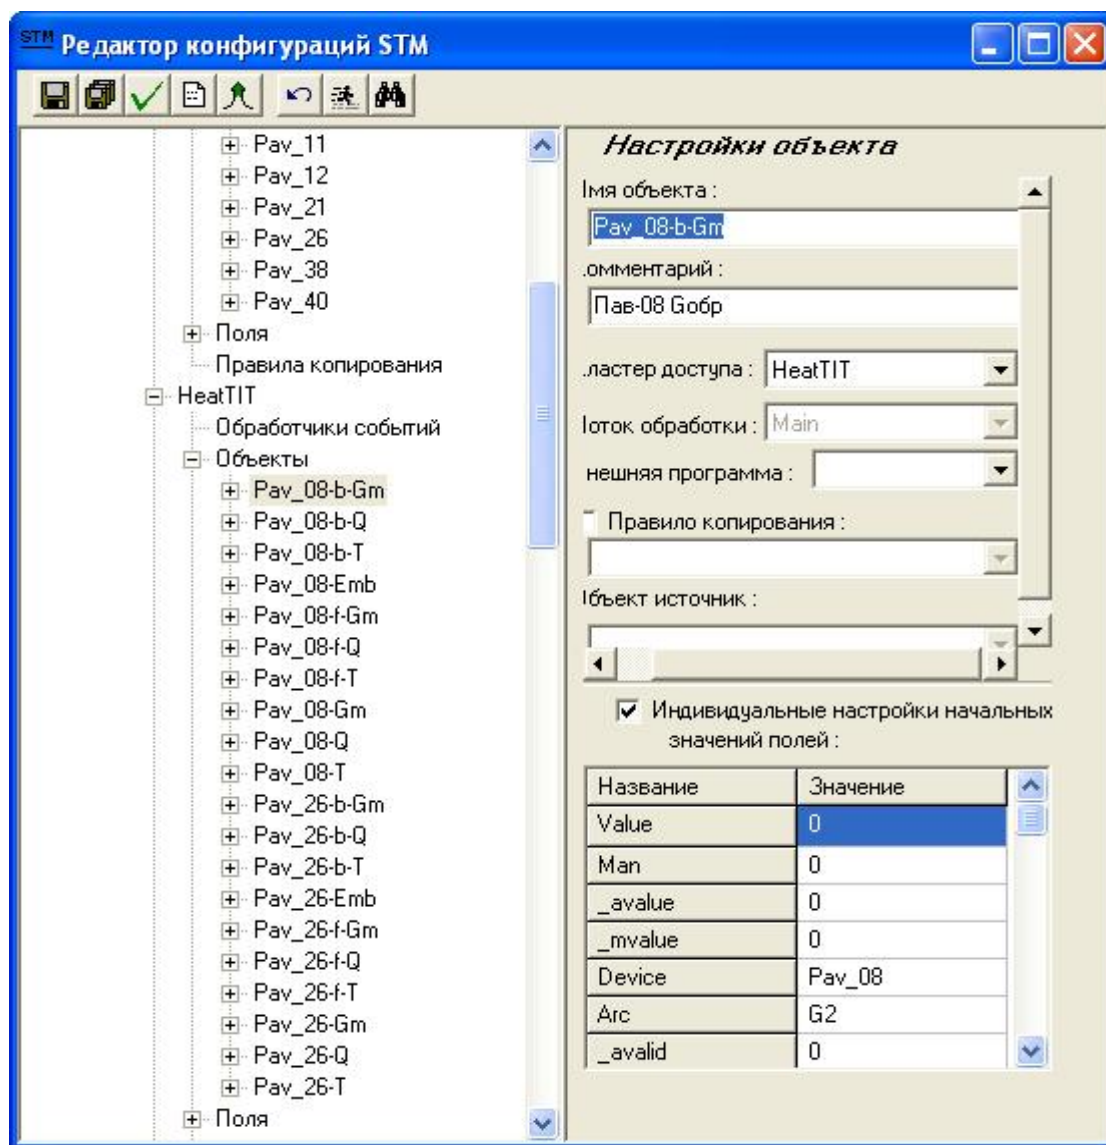 STM Редактор конфигураций STM
Pav_11
Pav_12
Pav_21
Pav_26
Pav_38
Pav_40
Поля
Правила копирования
HeatTIT
Обработчики событий
Объекты
Pav_08-b-Gm
Pav_08-b-Q
Pav_08-b-T
Pav_08-Emb
Pav_08-f-Gm
Pav_08-f-Q
Pav_08-f-T
Pav_08-Gm
Pav_08-Q
Pav_08-T
Pav_26-b-Gm
Pav_26-b-Q
Pav_26-b-T
Pav_26-Emb
Pav_26-f-Gm
Pav_26-f-Q
Pav_26-f-T
Pav_26-Gm
Pav_26-Q
Pav_26-T
Поля
Настройки объекта
Імя объекта :
Pav_08-b-Gm
.омментарий :
Пав-08 Gобр
.ластер доступа : HeatTIT
Іоток обработки : Main
нешняя программа :
Правило копирования :
Ібъект источник :
Индивидуальные настройки начальных
значений полей :
Название Значение
Value 0
Man 0
_avalue 0
_mvalue 0
Device Pav_08
Arc G2
_avalid 0